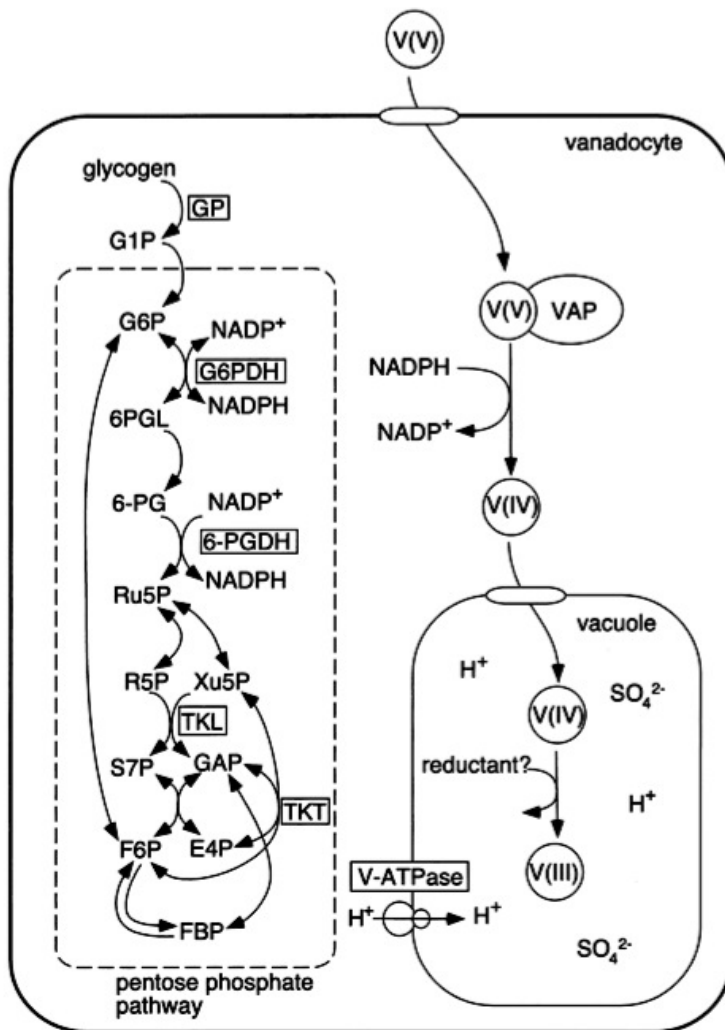 V(V)
vanadocyte
glycogen
GP
G1P
G6P
NADP+
G6PDH
NADPH
6PGL
6-PG
NADP+
6-PGDH
NADPH
Ru5P
R5P
Xu5P
TKL
S7P
GAP
TKT
F6P
E4P
FBP
pentose phosphate
pathway
V(V)
VAP
NADPH
NADP+
V(IV)
vacuole
H+
SO₄²⁻
V(IV)
reductant?
H+
V(III)
V-ATPase
H+
H+
SO₄²⁻